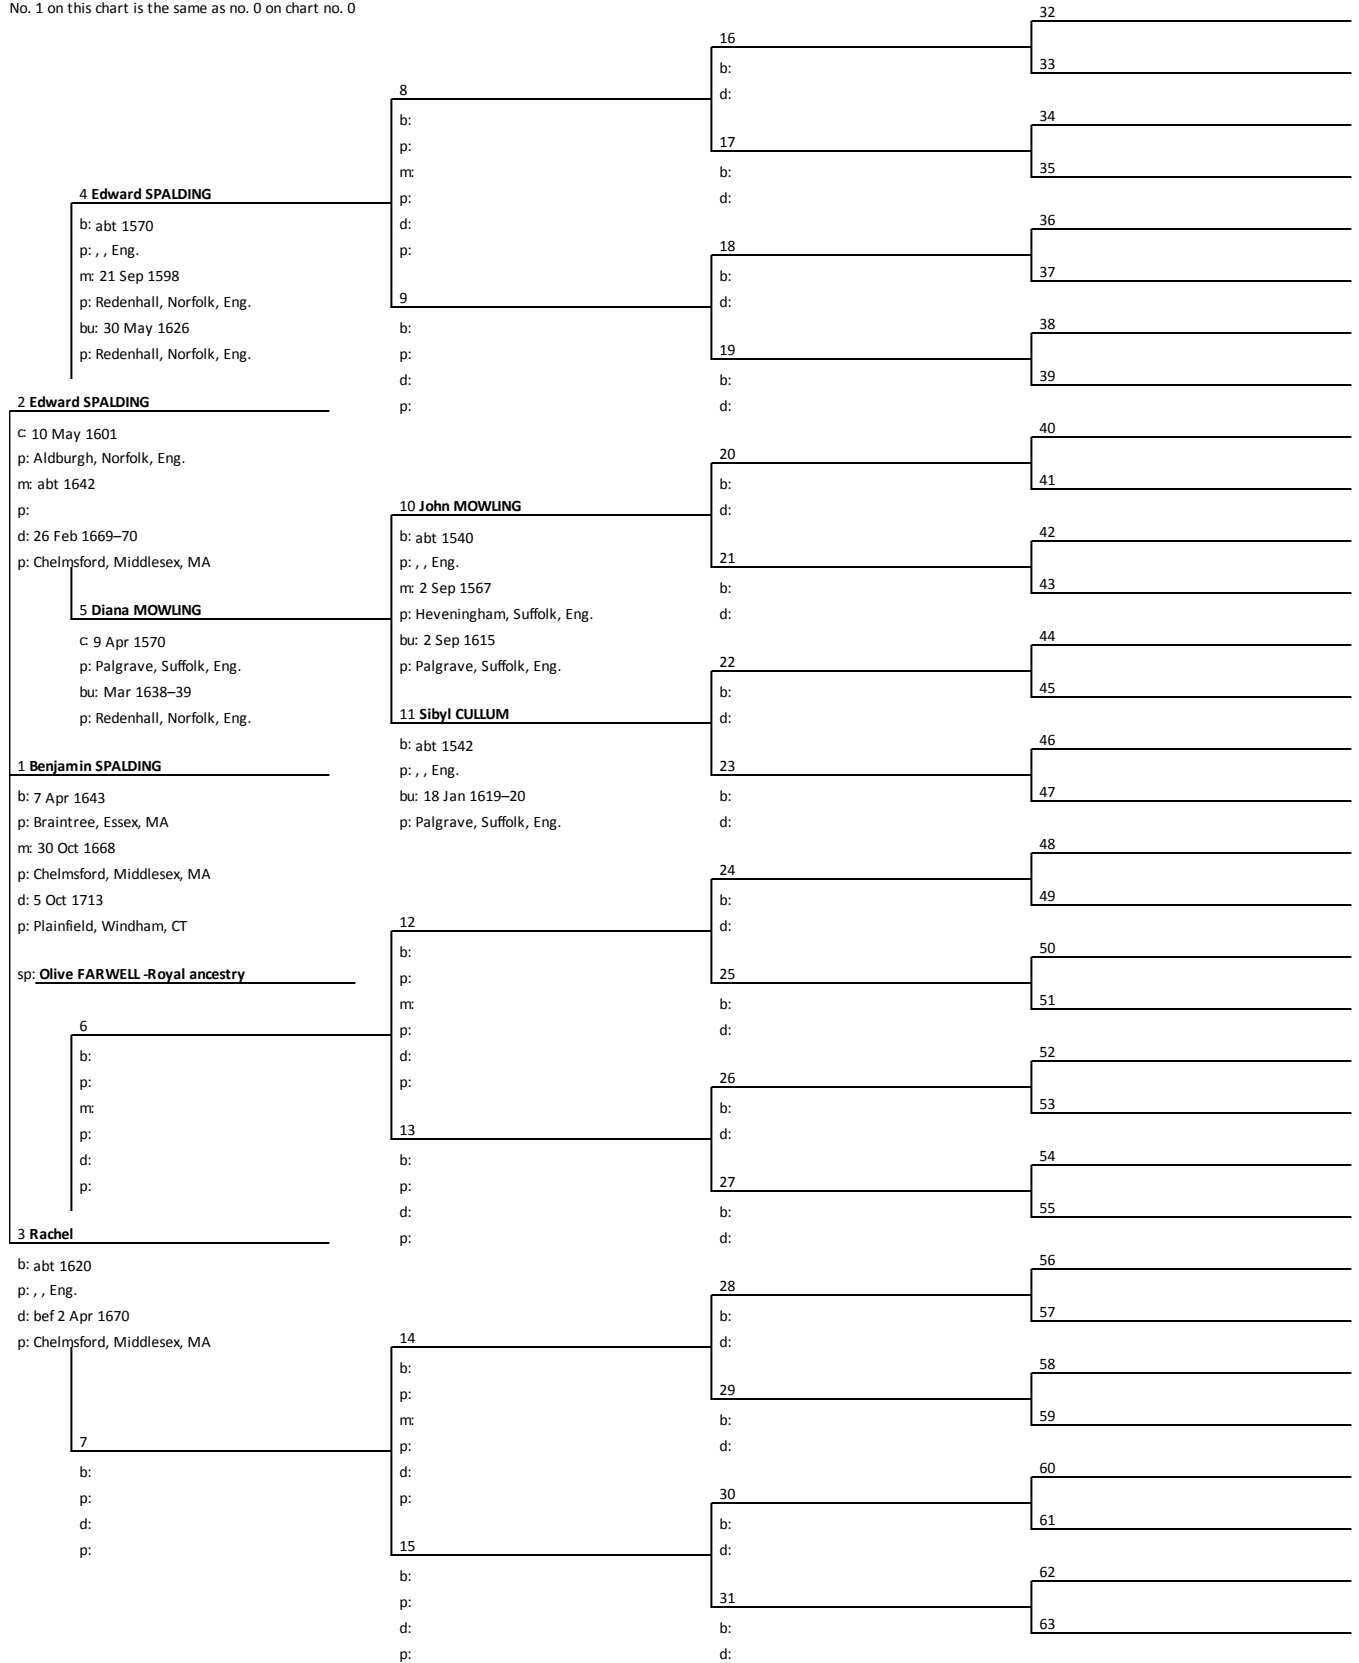 No. 1 on this chart is the same as no. 0 on chart no. 0
4 Edward SPALDING
b: abt 1570
p: , , Eng.
m: 21 Sep 1598
p: Redenhall, Norfolk, Eng.
bu: 30 May 1626
p: Redenhall, Norfolk, Eng.
2 Edward SPALDING
c: 10 May 1601
p: Aldburgh, Norfolk, Eng.
m: abt 1642
p:
d: 26 Feb 1669–70
p: Chelmsford, Middlesex, MA
5 Diana MOWLING
c: 9 Apr 1570
p: Palgrave, Suffolk, Eng.
bu: Mar 1638–39
p: Redenhall, Norfolk, Eng.
1 Benjamin SPALDING
b: 7 Apr 1643
p: Braintree, Essex, MA
m: 30 Oct 1668
p: Chelmsford, Middlesex, MA
d: 5 Oct 1713
p: Plainfield, Windham, CT
sp: Olive FARWELL -Royal ancestry
6
b:
p:
m:
p:
d:
p:
3 Rachel
b: abt 1620
p: , , Eng.
d: bef 2 Apr 1670
p: Chelmsford, Middlesex, MA
7
b:
p:
d:
p:
8
b:
p:
m:
p:
d:
p:
9
b:
p:
d:
p:
10 John MOWLING
b: abt 1540
p: , , Eng.
m: 2 Sep 1567
p: Heveningham, Suffolk, Eng.
bu: 2 Sep 1615
p: Palgrave, Suffolk, Eng.
11 Sibyl CULLUM
b: abt 1542
p: , , Eng.
bu: 18 Jan 1619–20
p: Palgrave, Suffolk, Eng.
12
b:
p:
m:
p:
d:
p:
13
b:
p:
d:
p:
14
b:
p:
m:
p:
d:
p:
15
b:
p:
d:
p:
16
b:
d:
17
b:
d:
18
b:
d:
19
b:
d:
20
b:
d:
21
b:
d:
22
b:
d:
23
b:
d:
24
b:
d:
25
b:
d:
26
b:
d:
27
b:
d:
28
b:
d:
29
b:
d:
30
b:
d:
31
b:
d:
32
33
34
35
36
37
38
39
40
41
42
43
44
45
46
47
48
49
50
51
52
53
54
55
56
57
58
59
60
61
62
63